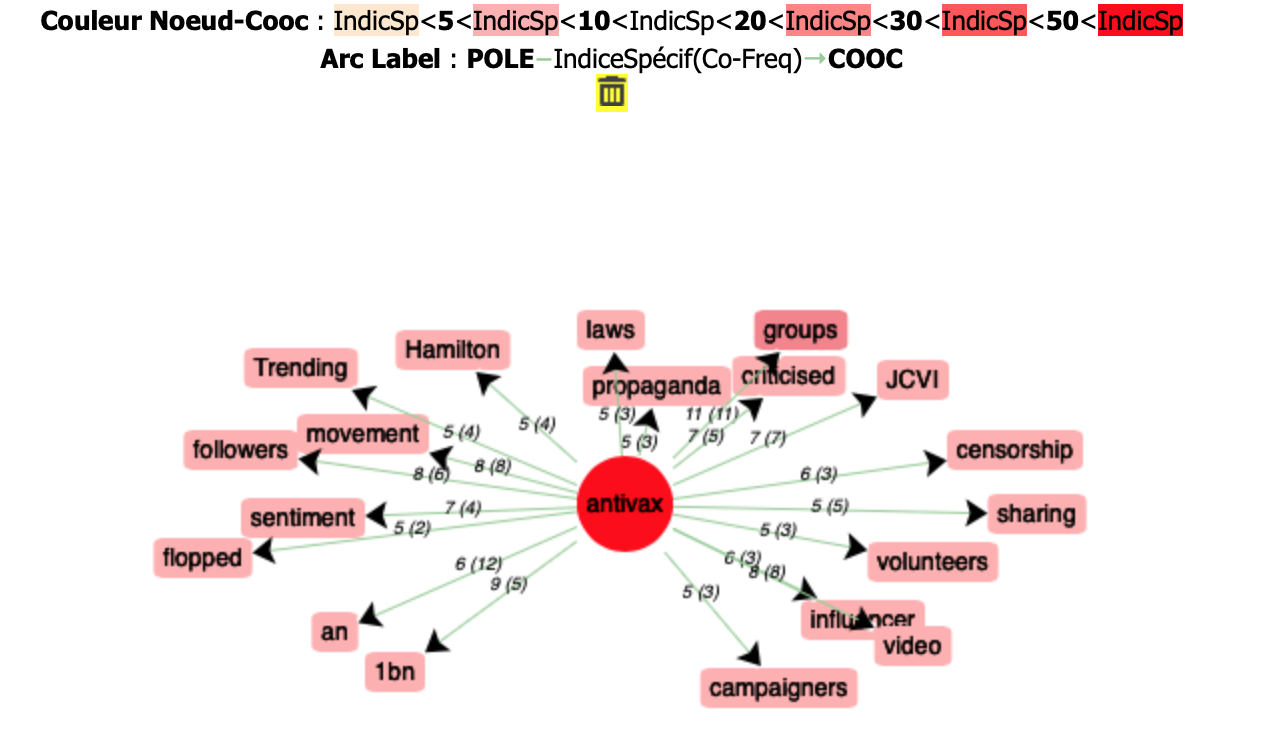 Couleur Noeud-Cooc : IndicSp<5<IndicSp<10<IndicSp<20<IndicSp<30<IndicSp<50<IndicSp
Arc Label : POLE–IndiceSpécif(Co-Freq)→COOC
laws
groups
Hamilton
Trending
propaganda
criticised
JCVI
5 (3)
11 (11)
5 (4)
movement
5 (4)
7 (5)
7 (7)
5 (3)
followers
censorship
8 (8)
8 (6)
6 (3)
antivax
7 (4)
5 (5)
sharing
sentiment
5 (2)
5 (3)
flopped
6 (3)
volunteers
6 (12)
8 (8)
9 (5)
5 (3)
influencer
an
video
1bn
campaigners